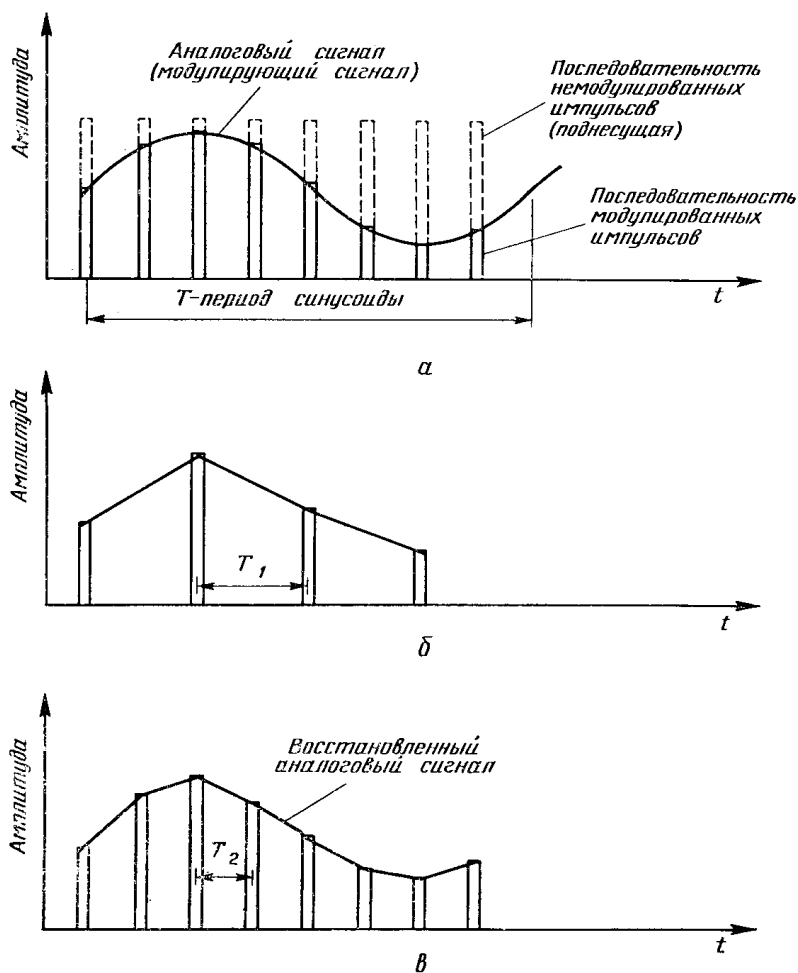 Амплитуда
Аналоговый сигнал
(модулирующий сигнал)
Последовательность
немодулированных
импульсов
(поднесущая)
Последовательность
модулированных
импульсов
T-период синусоиды
t
а
Амплитуда
T 1
t
б
Амплитуда
Восстановленный
аналоговый сигнал
T 2
t
в